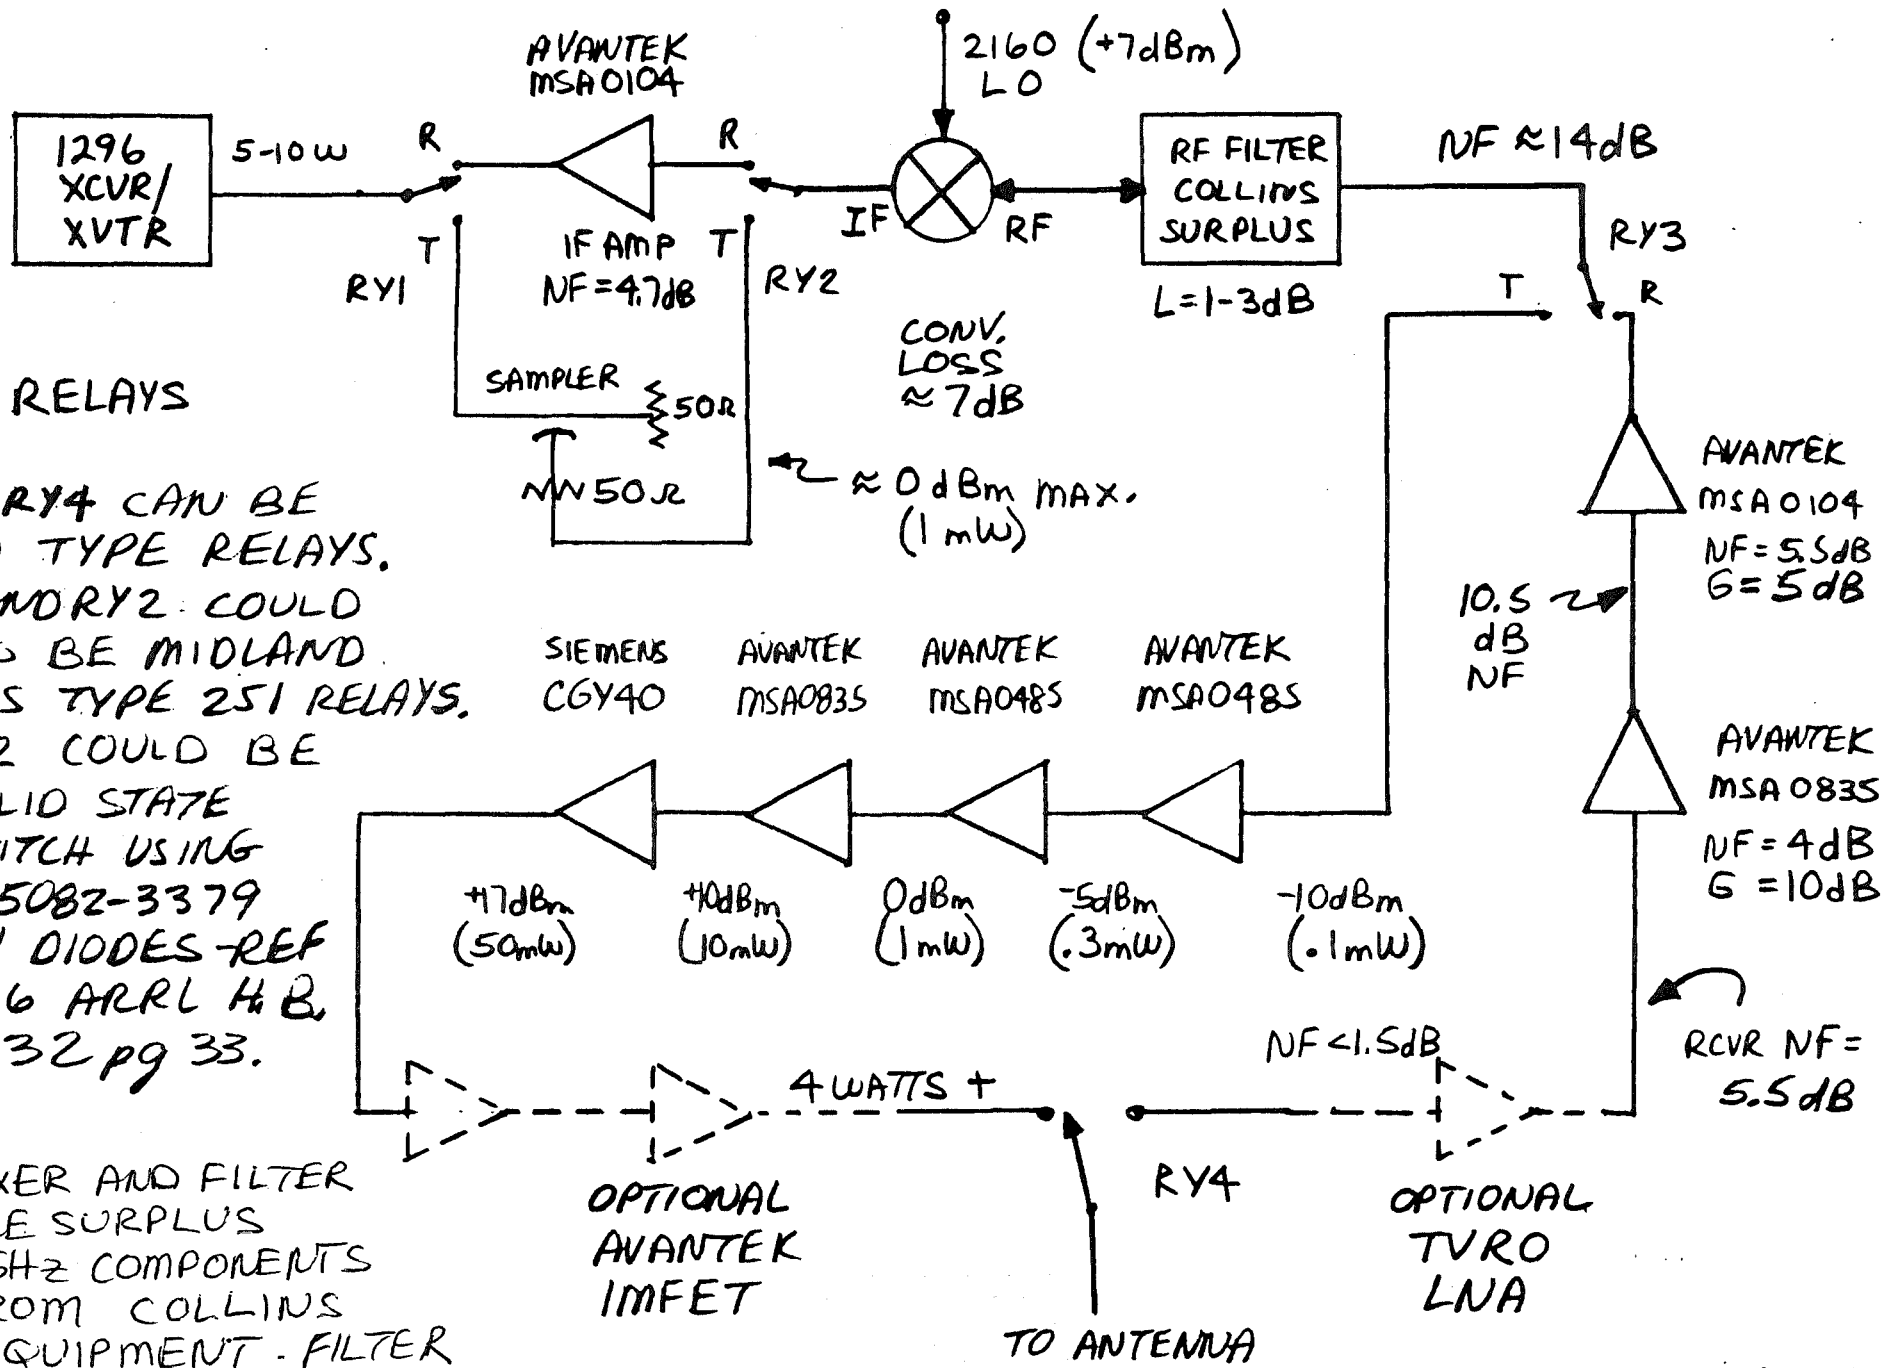 AVANTEK
MSA0104
2160 (+7dBm)
LO
1296
XCVR/
XVTR
5-10W
R
R
T
RY1
IF AMP
NF=4.7dB
T
RY2
IF
RF
RF FILTER
COLLINS
SURPLUS
L=1-3dB
NF ≈14dB
RY3
T
R
CONV.
LOSS
≈7dB
SAMPLER
50Ω
50Ω
≈ 0 dBm MAX.
(1mW)
RELAYS
RY4 CAN BE
TYPE RELAYS.
RY2 COULD
BE MIDLAND
TYPE 251 RELAYS.
COULD BE
STATE
USING
5082-3379
DIODES-REF
6 ARRL H.B.
32 pg 33.
AVANTEK
MSA0104
NF=5.5dB
G=5dB
10.5
dB
NF
SIEMENS
CGY40
AVANTEK
MSA0835
AVANTEK
MSA0485
AVANTEK
MSA0485
AVANTEK
MSA0835
NF=4dB
G=10dB
+17dBm
(50mW)
+10dBm
(10mW)
0dBm
(1mW)
-5dBm
(.3mW)
-10dBm
(.1mW)
RCVR NF=
5.5dB
4 WATTS +
NF<1.5dB
RY4
OPTIONAL
AVANTEK
IMFET
OPTIONAL
TVRO
LNA
TO ANTENNA
AND FILTER
SURPLUS
COMPONENTS
COLLINS
FILTER